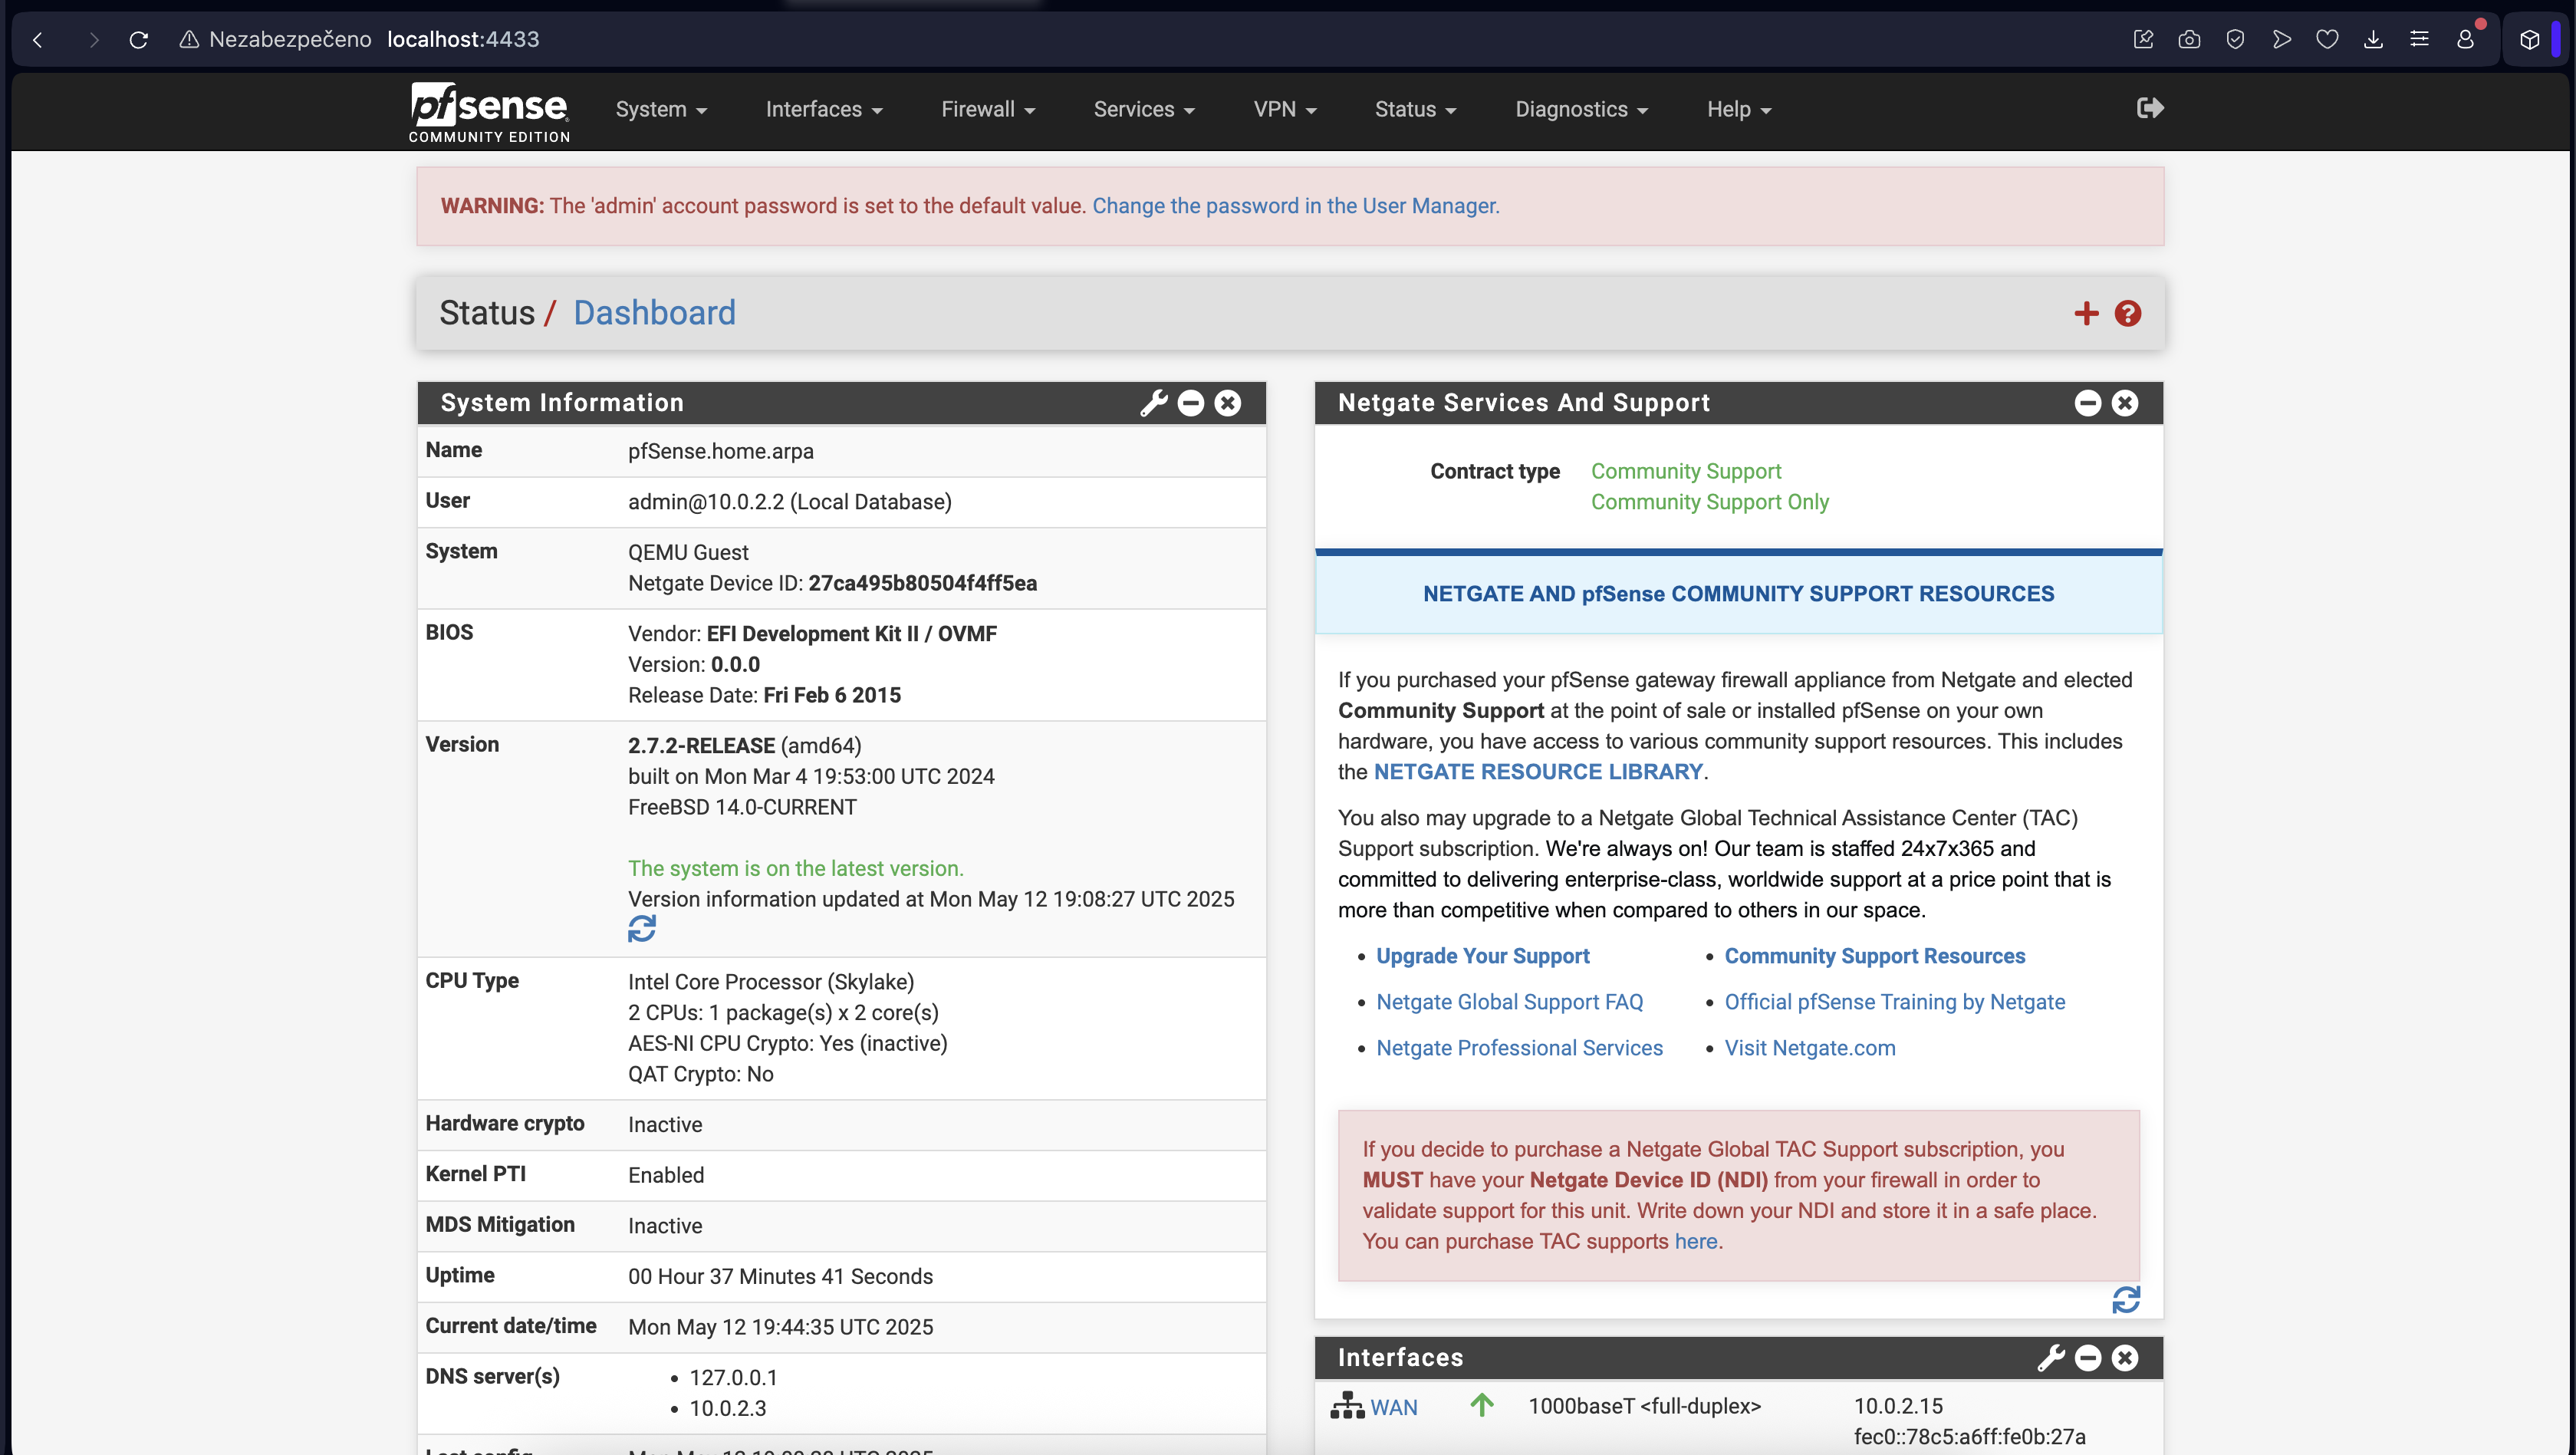 Nezabezpečeno localhost:4433
pfsense
COMMUNITY EDITION
System
Interfaces
Firewall
Services
VPN
Status
Diagnostics
Help
WARNING: The 'admin' account password is set to the default value. Change the password in the User Manager.
Status / Dashboard
System Information
Name pfSense.home.arpa
User admin@10.0.2.2 (Local Database)
System QEMU Guest
Netgate Device ID: 27ca495b80504f4ff5ea
BIOS Vendor: EFI Development Kit II / OVMF
Version: 0.0.0
Release Date: Fri Feb 6 2015
Version 2.7.2-RELEASE (amd64)
built on Mon Mar 4 19:53:00 UTC 2024
FreeBSD 14.0-CURRENT
The system is on the latest version.
Version information updated at Mon May 12 19:08:27 UTC 2025
CPU Type Intel Core Processor (Skylake)
2 CPUs: 1 package(s) x 2 core(s)
AES-NI CPU Crypto: Yes (inactive)
QAT Crypto: No
Hardware crypto Inactive
Kernel PTI Enabled
MDS Mitigation Inactive
Uptime 00 Hour 37 Minutes 41 Seconds
Current date/time Mon May 12 19:44:35 UTC 2025
DNS server(s)
• 127.0.0.1
• 10.0.2.3
Netgate Services And Support
Contract type Community Support
Community Support Only
NETGATE AND pfSense COMMUNITY SUPPORT RESOURCES
If you purchased your pfSense gateway firewall appliance from Netgate and elected
Community Support at the point of sale or installed pfSense on your own
hardware, you have access to various community support resources. This includes
the NETGATE RESOURCE LIBRARY.
You also may upgrade to a Netgate Global Technical Assistance Center (TAC)
Support subscription. We're always on! Our team is staffed 24x7x365 and
committed to delivering enterprise-class, worldwide support at a price point that is
more than competitive when compared to others in our space.
• Upgrade Your Support
• Community Support Resources
• Netgate Global Support FAQ
• Official pfSense Training by Netgate
• Netgate Professional Services
• Visit Netgate.com
If you decide to purchase a Netgate Global TAC Support subscription, you
MUST have your Netgate Device ID (NDI) from your firewall in order to
validate support for this unit. Write down your NDI and store it in a safe place.
You can purchase TAC supports here.
Interfaces
WAN 1000baseT <full-duplex> 10.0.2.15
fec0::78c5:a6ff:fe0b:27a